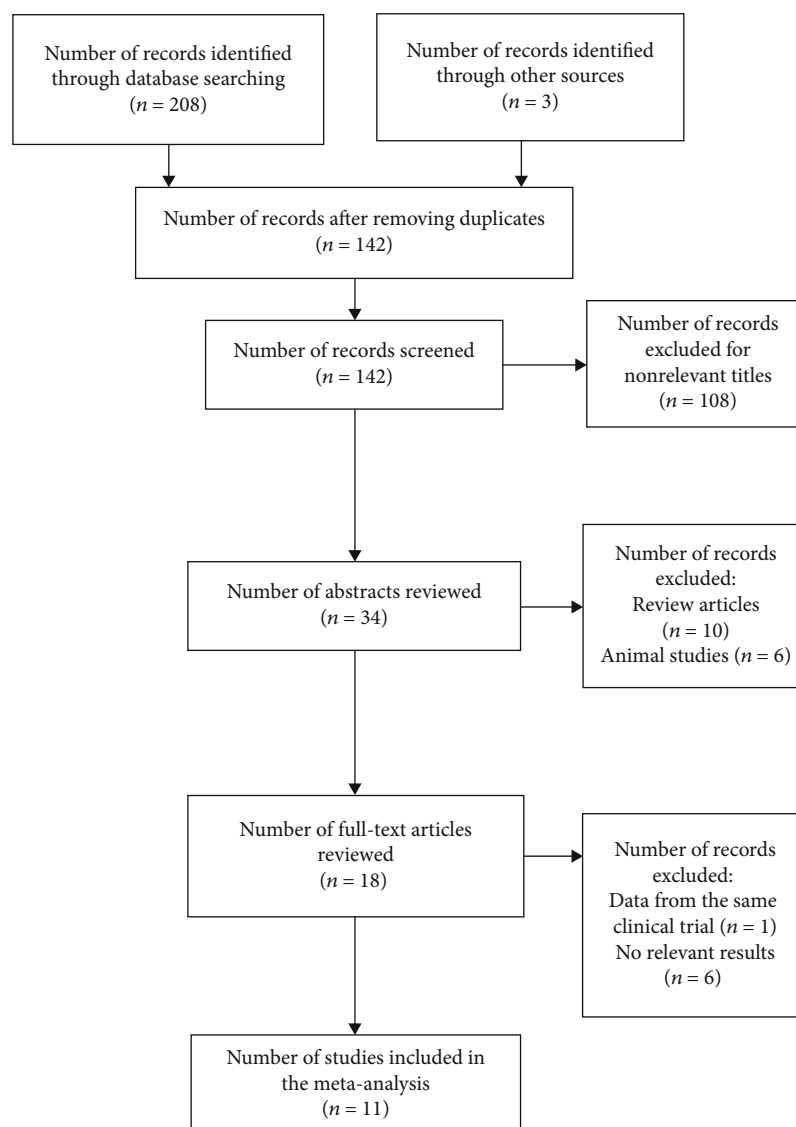 Number of records identified
through database searching
(n = 208)
Number of records identified
through other sources
(n = 3)
Number of records after removing duplicates
(n = 142)
Number of records screened
(n = 142)
Number of records
excluded for
nonrelevant titles
(n = 108)
Number of abstracts reviewed
(n = 34)
Number of records
excluded:
Review articles
(n = 10)
Animal studies (n = 6)
Number of full-text articles
reviewed
(n = 18)
Number of records
excluded:
Data from the same
clinical trial (n = 1)
No relevant results
(n = 6)
Number of studies included in
the meta-analysis
(n = 11)